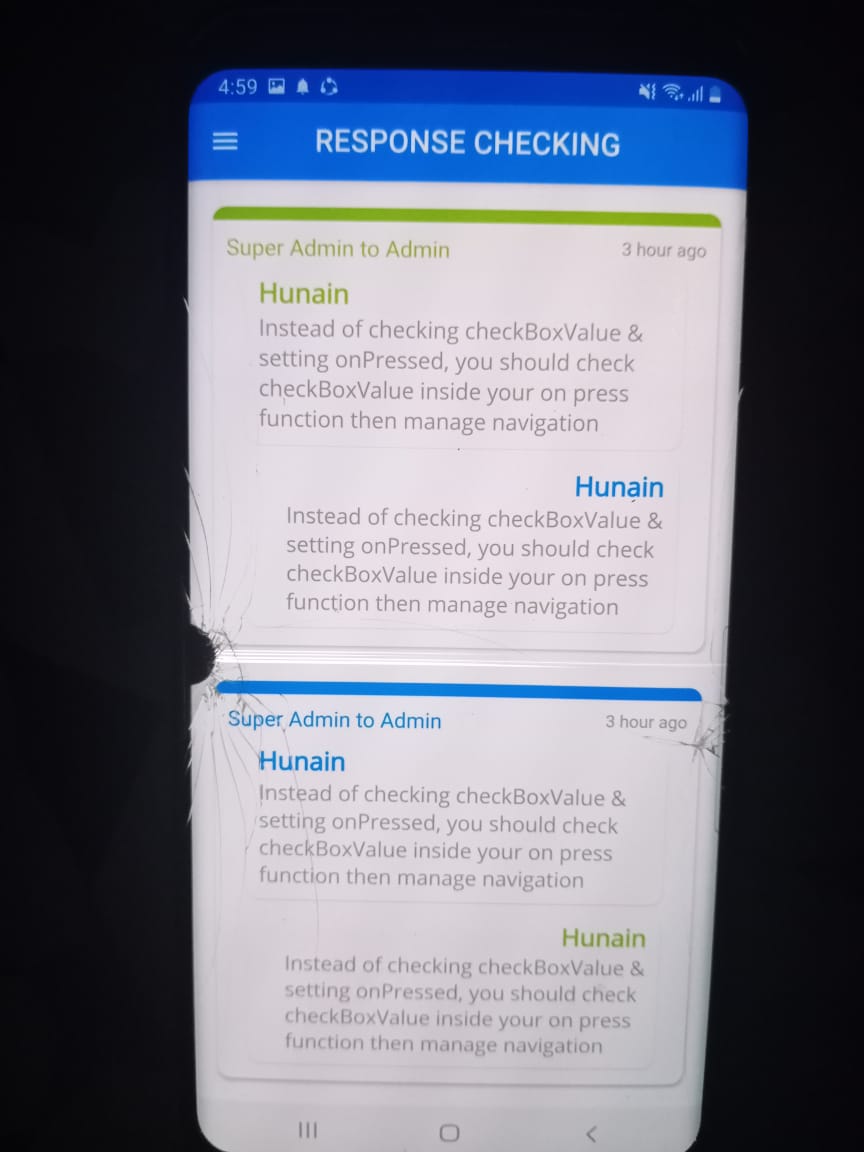 4:59
RESPONSE CHECKING
Super Admin to Admin 3 hour ago
Hunain
Instead of checking checkBoxValue &
setting onPressed, you should check
checkBoxValue inside your on press
function then manage navigation
Hunain
Instead of checking checkBoxValue &
setting onPressed, you should check
checkBoxValue inside your on press
function then manage navigation
Super Admin to Admin 3 hour ago
Hunain
Instead of checking checkBoxValue &
setting onPressed, you should check
checkBoxValue inside your on press
function then manage navigation
Hunain
Instead of checking checkBoxValue &
setting onPressed, you should check
checkBoxValue inside your on press
function then manage navigation